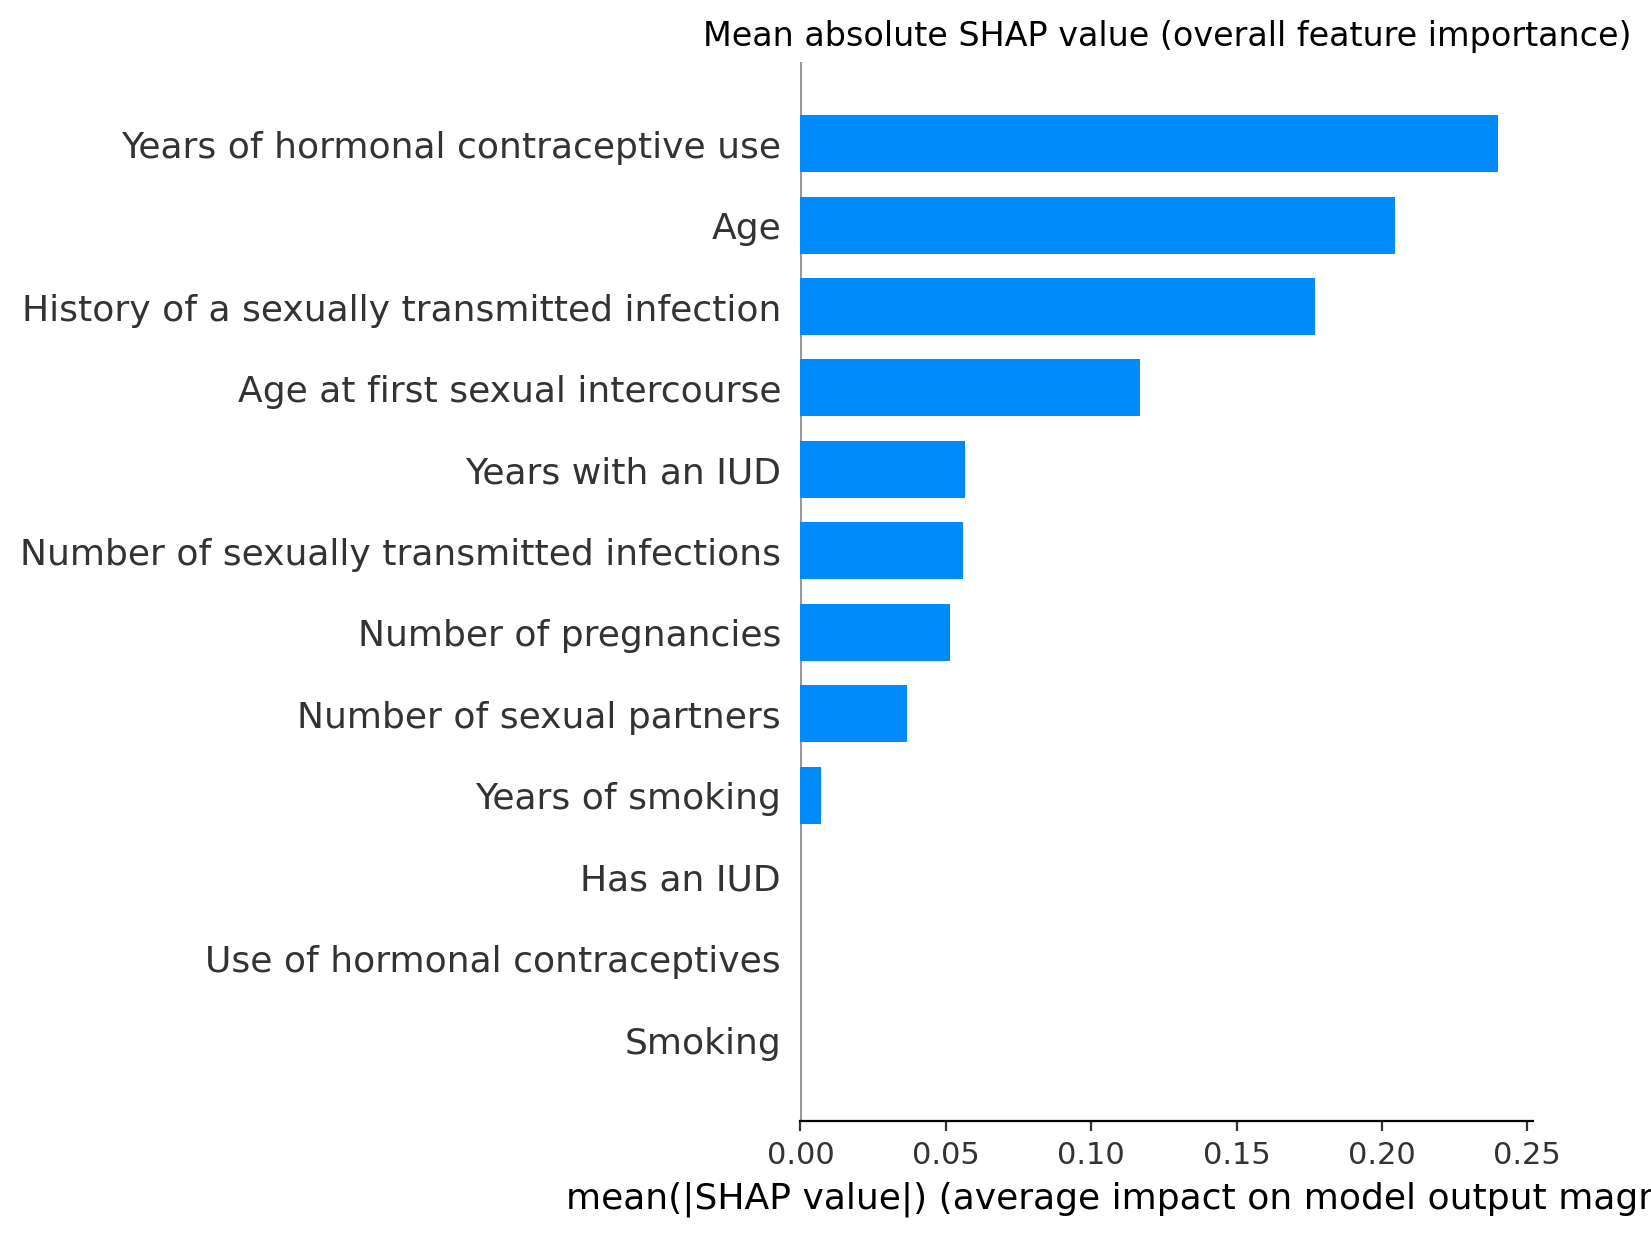 Mean absolute SHAP value (overall feature importance)
Years of hormonal contraceptive use
Age
History of a sexually transmitted infection
Age at first sexual intercourse
Years with an IUD
Number of sexually transmitted infections
Number of pregnancies
Number of sexual partners
Years of smoking
Has an IUD
Use of hormonal contraceptives
Smoking
0.00 0.05 0.10 0.15 0.20 0.25
mean(|SHAP value|) (average impact on model output